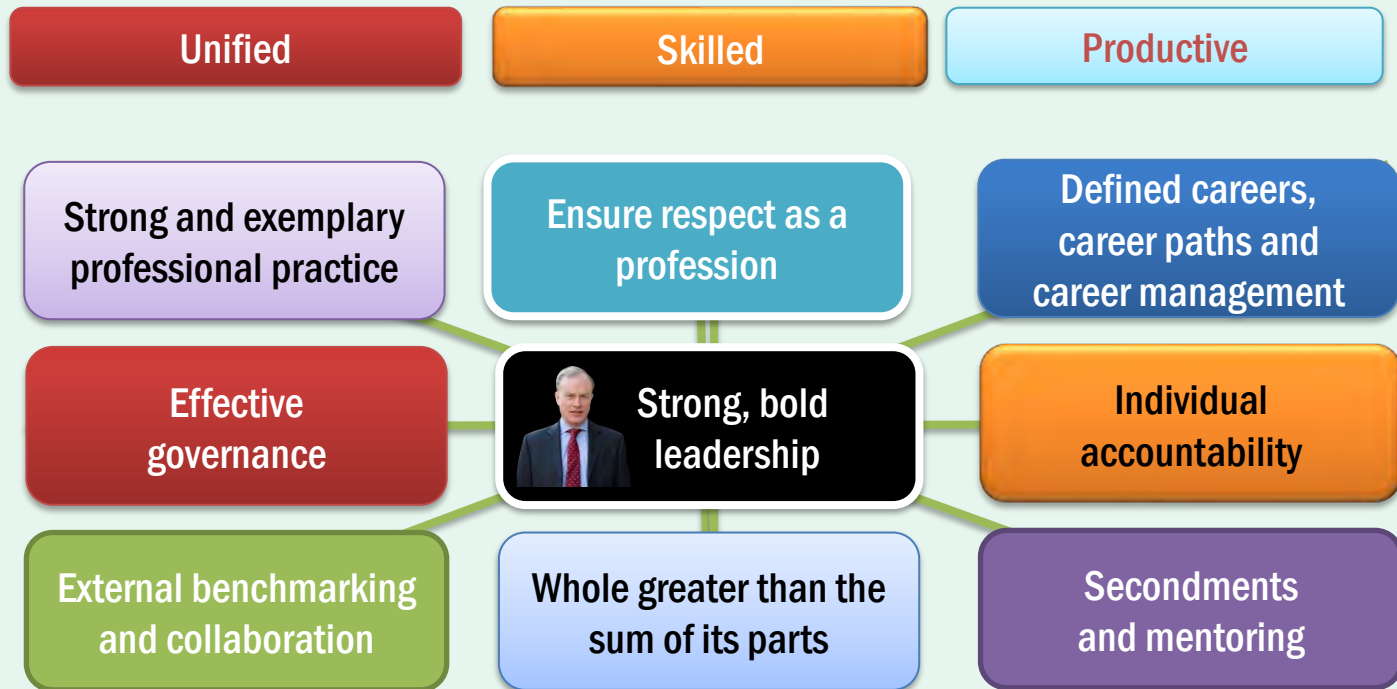 Unified
Skilled
Productive
Strong and exemplary
professional practice
Ensure respect as a
profession
Defined careers,
career paths and
career management
Effective
governance
Strong, bold
leadership
Individual
accountability
External benchmarking
and collaboration
Whole greater than the
sum of its parts
Secondments
and mentoring